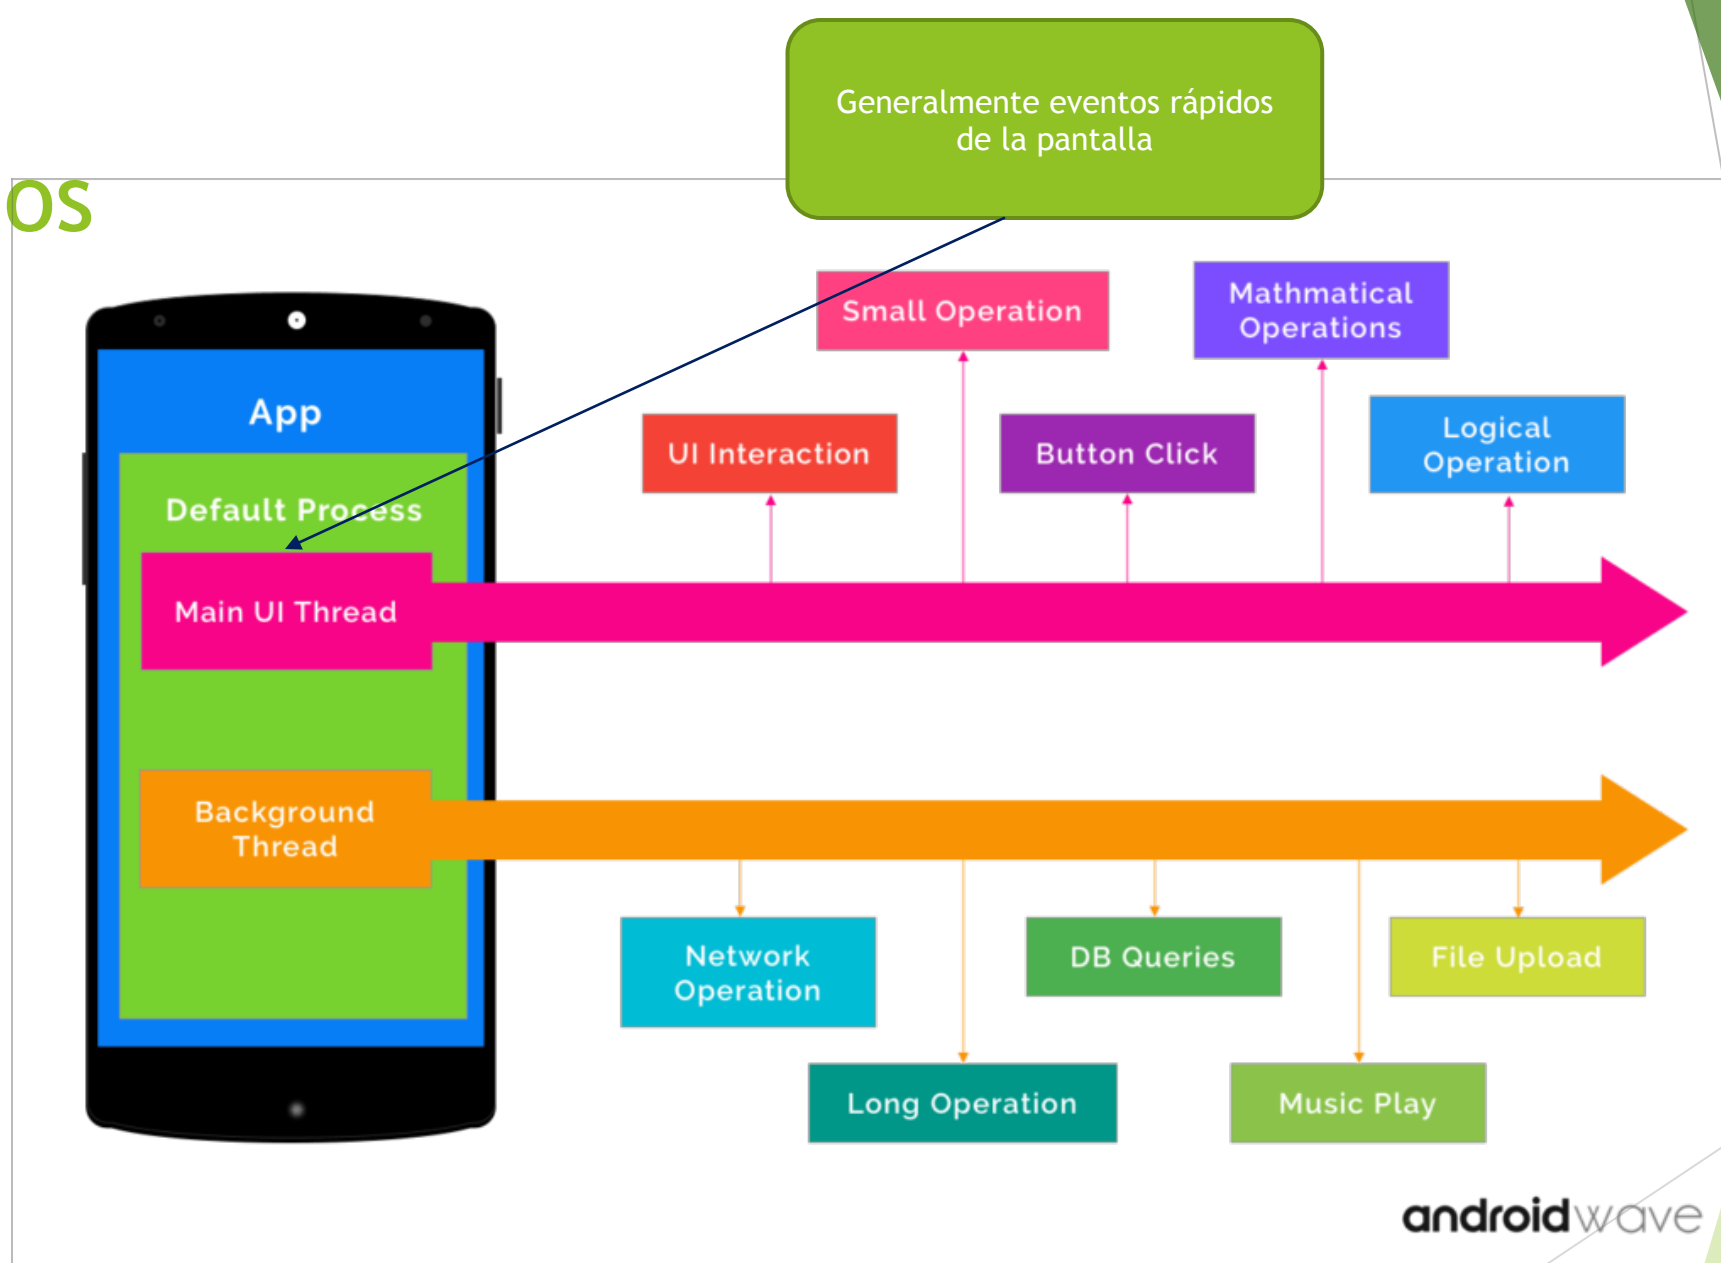 Generalmente eventos rápidos
de la pantalla
os
Small Operation
Mathmatical
Operations
App
UI Interaction
Button Click
Logical
Operation
Default Process
Main UI Thread
Background
Thread
Network
Operation
DB Queries
File Upload
Long Operation
Music Play
androidwave